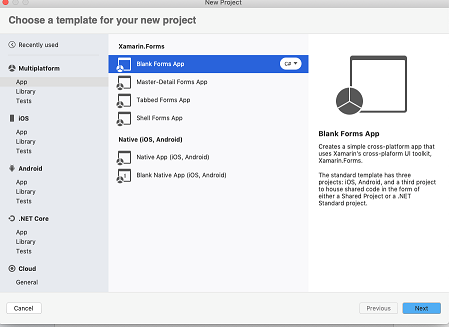 New Project
Choose a template for your new project
Recently used
Multiplatform
App
Library
Tests
iOS
App
Library
Tests
Android
App
Library
Tests
.NET Core
App
Library
Tests
Cloud
General
Xamarin.Forms
Blank Forms App
C#
Master-Detail Forms App
Tabbed Forms App
Shell Forms App
Native (iOS, Android)
Native App (iOS, Android)
Blank Native App (iOS, Android)
Blank Forms App
Creates a simple cross-platform app that
uses Xamarin's cross-plaform UI toolkit,
Xamarin.Forms.
The standard template has three
projects: iOS, Android, and a third project
to house shared code in the form of
either a Shared Project or a .NET
Standard project.
Cancel
Previous
Next